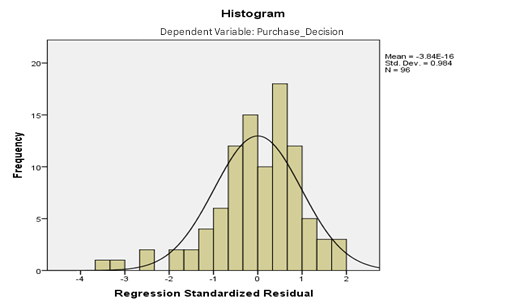 Histogram
Dependent Variable: Purchase_Decision
Mean = -3.84E-16
Std. Dev. = 0.984
N = 96
Frequency
20
15
10
5
0
-4 -3 -2 -1 0 1 2
Regression Standardized Residual